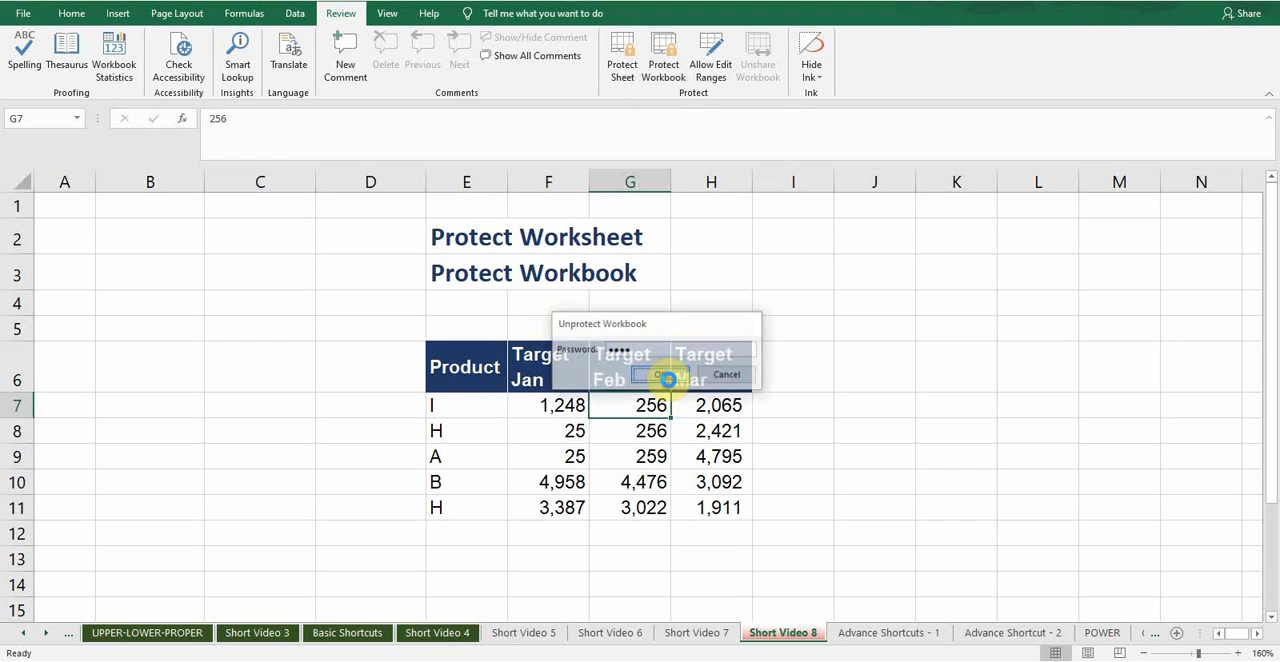 File Home Insert Page Layout Formulas Data Review View Help Tell me what you want to do Share
ABC 123
Spelling Thesaurus Workbook Statistics Check Accessibility Smart Lookup Translate New Comment Delete Previous Next Show/Hide Comment Show All Comments Protect Sheet Protect Workbook Allow Edit Ranges Unshare Workbook Hide Ink
Proofing Accessibility Insights Language Comments Protect Ink
G7 fx 256
A B C D E F G H I J K L M N
1
2 Protect Worksheet
3 Protect Workbook
4
5
Unprotect Workbook
Password:
Cancel
6 Product Target Jan Target Feb Target Mar
7 I 1,248 256 2,065
8 H 25 256 2,421
9 A 25 259 4,795
10 B 4,958 4,476 3,092
11 H 3,387 3,022 1,911
12
13
14
15
... UPPER-LOWER-PROPER Short Video 3 Basic Shortcuts Short Video 4 Short Video 5 Short Video 6 Short Video 7 Short Video 8 Advance Shortcuts - 1 Advance Shortcut - 2 POWER ...
Ready 160%